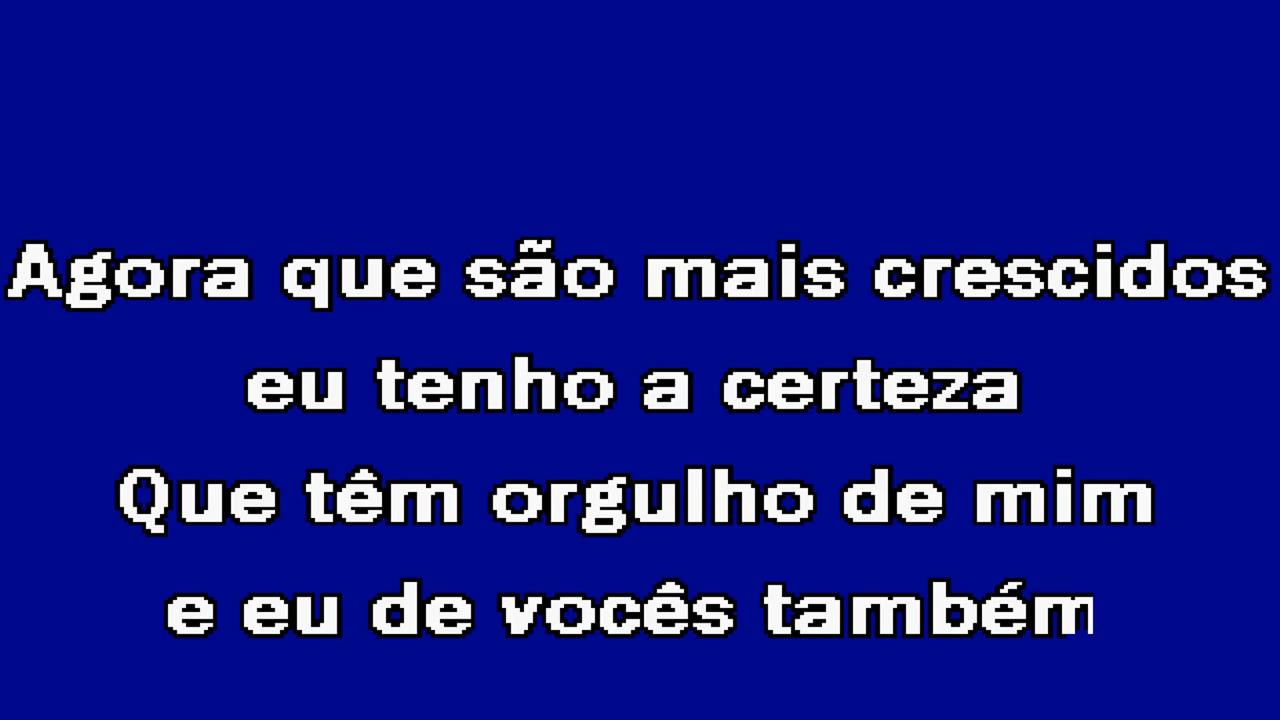 Agora que são mais crescidos
eu tenho a certeza
Que têm orgulho de mim
e eu de vocês também